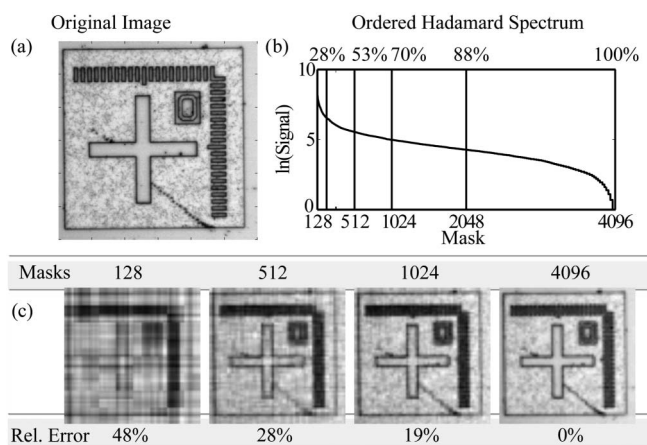 Original Image
Ordered Hadamard Spectrum
(a)
(b)
28% 53% 70% 88% 100%
10
5
0
ln(Signal)
128 512 1024 2048 4096
Mask
Masks 128 512 1024 4096
(c)
Rel. Error 48% 28% 19% 0%